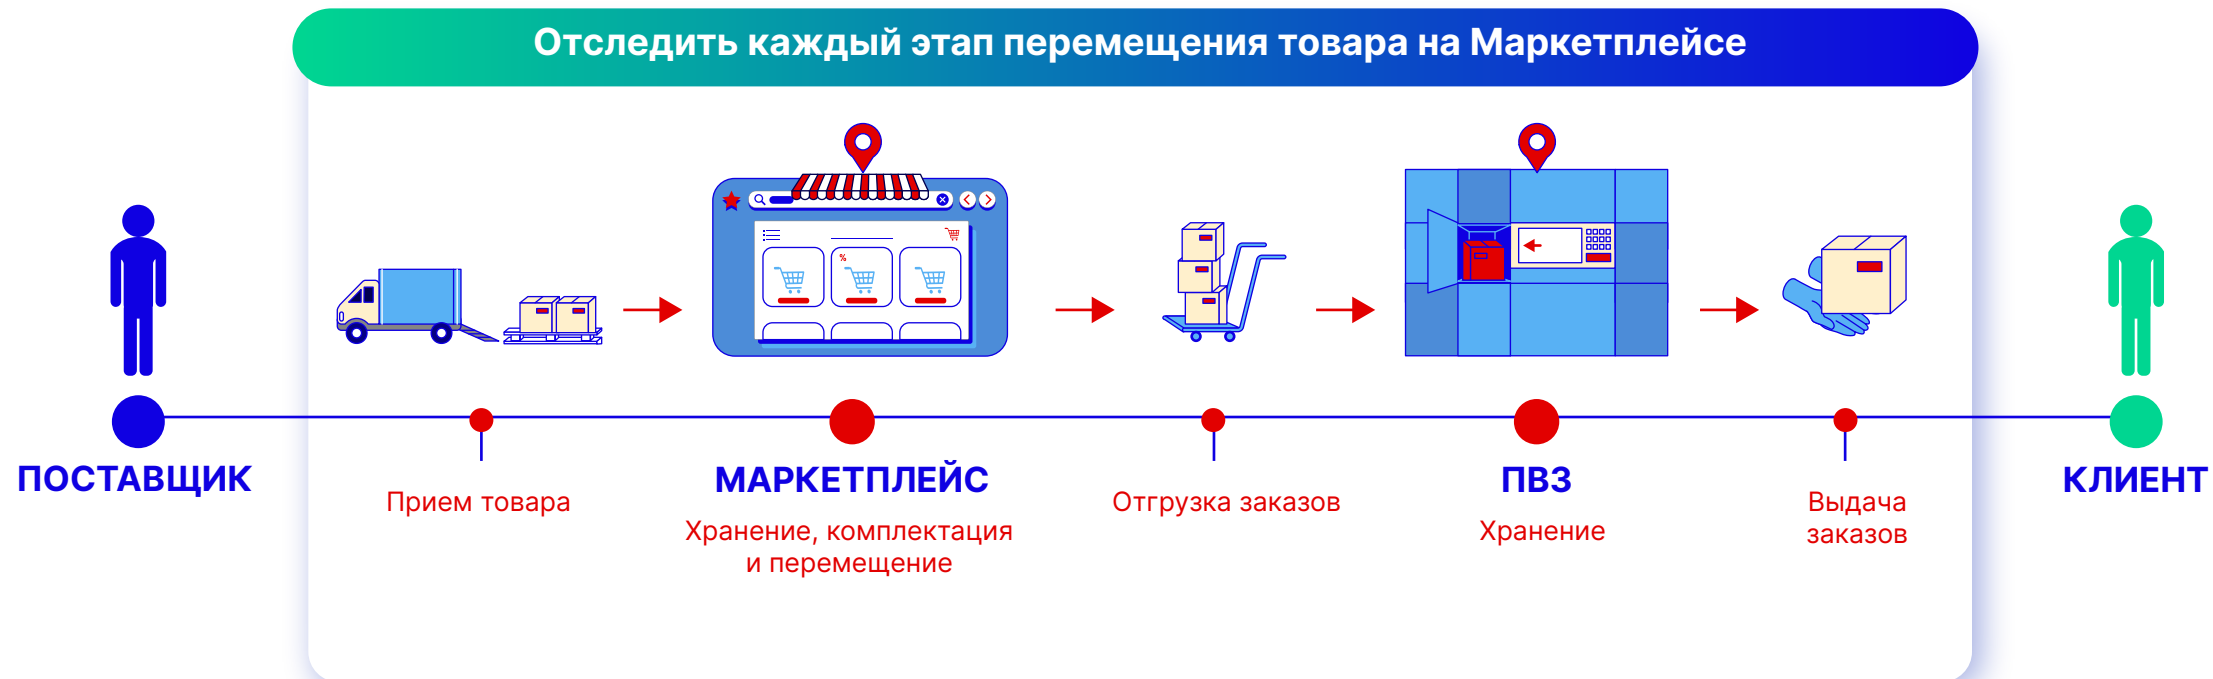 Отследить каждый этап перемещения товара на Маркетплейсе
%
ПОСТАВЩИК
Прием товара
МАРКЕТПЛЕЙС
Хранение, комплектация
и перемещение
Отгрузка заказов
ПВЗ
Хранение
Выдача
заказов
КЛИЕНТ